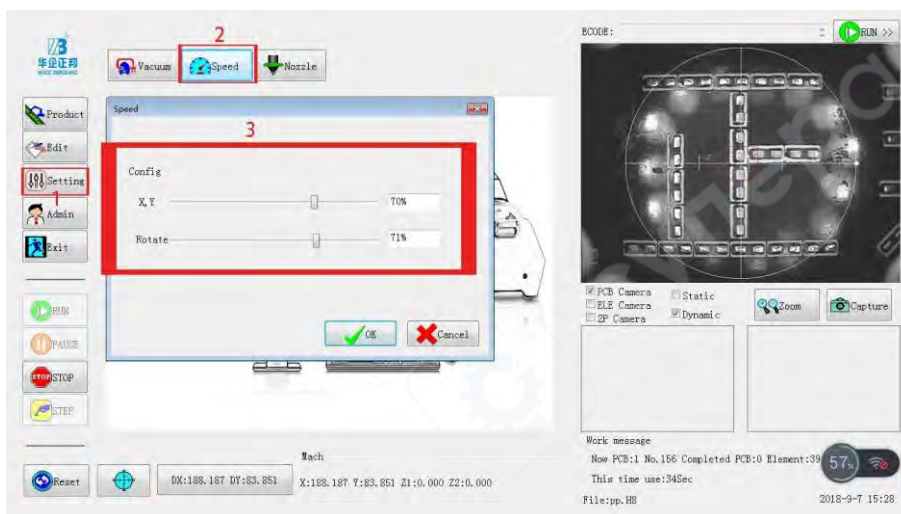 华企正邦
HUAQI ZHENGBANG
2
Vacuum
Speed
Nozzle
ECODE:
RUN >>
Product
Edit
Setting
1
Admin
Exit
RUN
PAUSE
STOP
STOP
STEP
Reset
Speed
3
Config
X,Y
70%
Rotate
71%
OK
Cancel
PCB Camera
ELE Camera
2P Camera
Static
Dynamic
Zoom
Capture
Mach
DX:188.187 DY:83.851
X:188.187 Y:83.851 Z1:0.000 Z2:0.000
Work message
Now PCB:1 No.156 Completed PCB:0 Element:39
This time use:34Sec
57%
File:pp.HB
2018-9-7 15:28